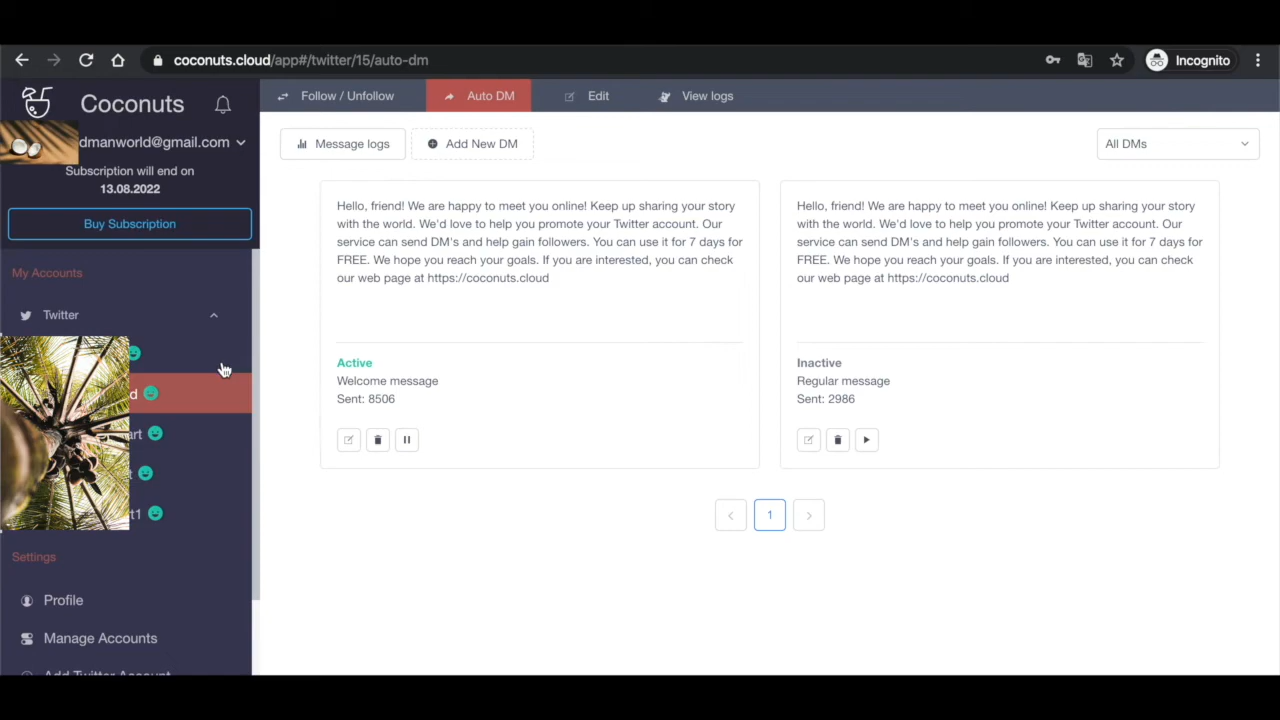 coconuts.cloud/app#/twitter/15/auto-dm
Incognito
Coconuts
dmanworld@gmail.com
Subscription will end on
13.08.2022
Buy Subscription
My Accounts
Twitter
d
art
t
t1
Settings
Profile
Manage Accounts
Add Twitter Account
Follow / Unfollow
Auto DM
Edit
View logs
Message logs
Add New DM
All DMs
Hello, friend! We are happy to meet you online! Keep up sharing your story
with the world. We'd love to help you promote your Twitter account. Our
service can send DM's and help gain followers. You can use it for 7 days for
FREE. We hope you reach your goals. If you are interested, you can check
our web page at https://coconuts.cloud
Active
Welcome message
Sent: 8506
Hello, friend! We are happy to meet you online! Keep up sharing your story
with the world. We'd love to help you promote your Twitter account. Our
service can send DM's and help gain followers. You can use it for 7 days for
FREE. We hope you reach your goals. If you are interested, you can check
our web page at https://coconuts.cloud
Inactive
Regular message
Sent: 2986
1